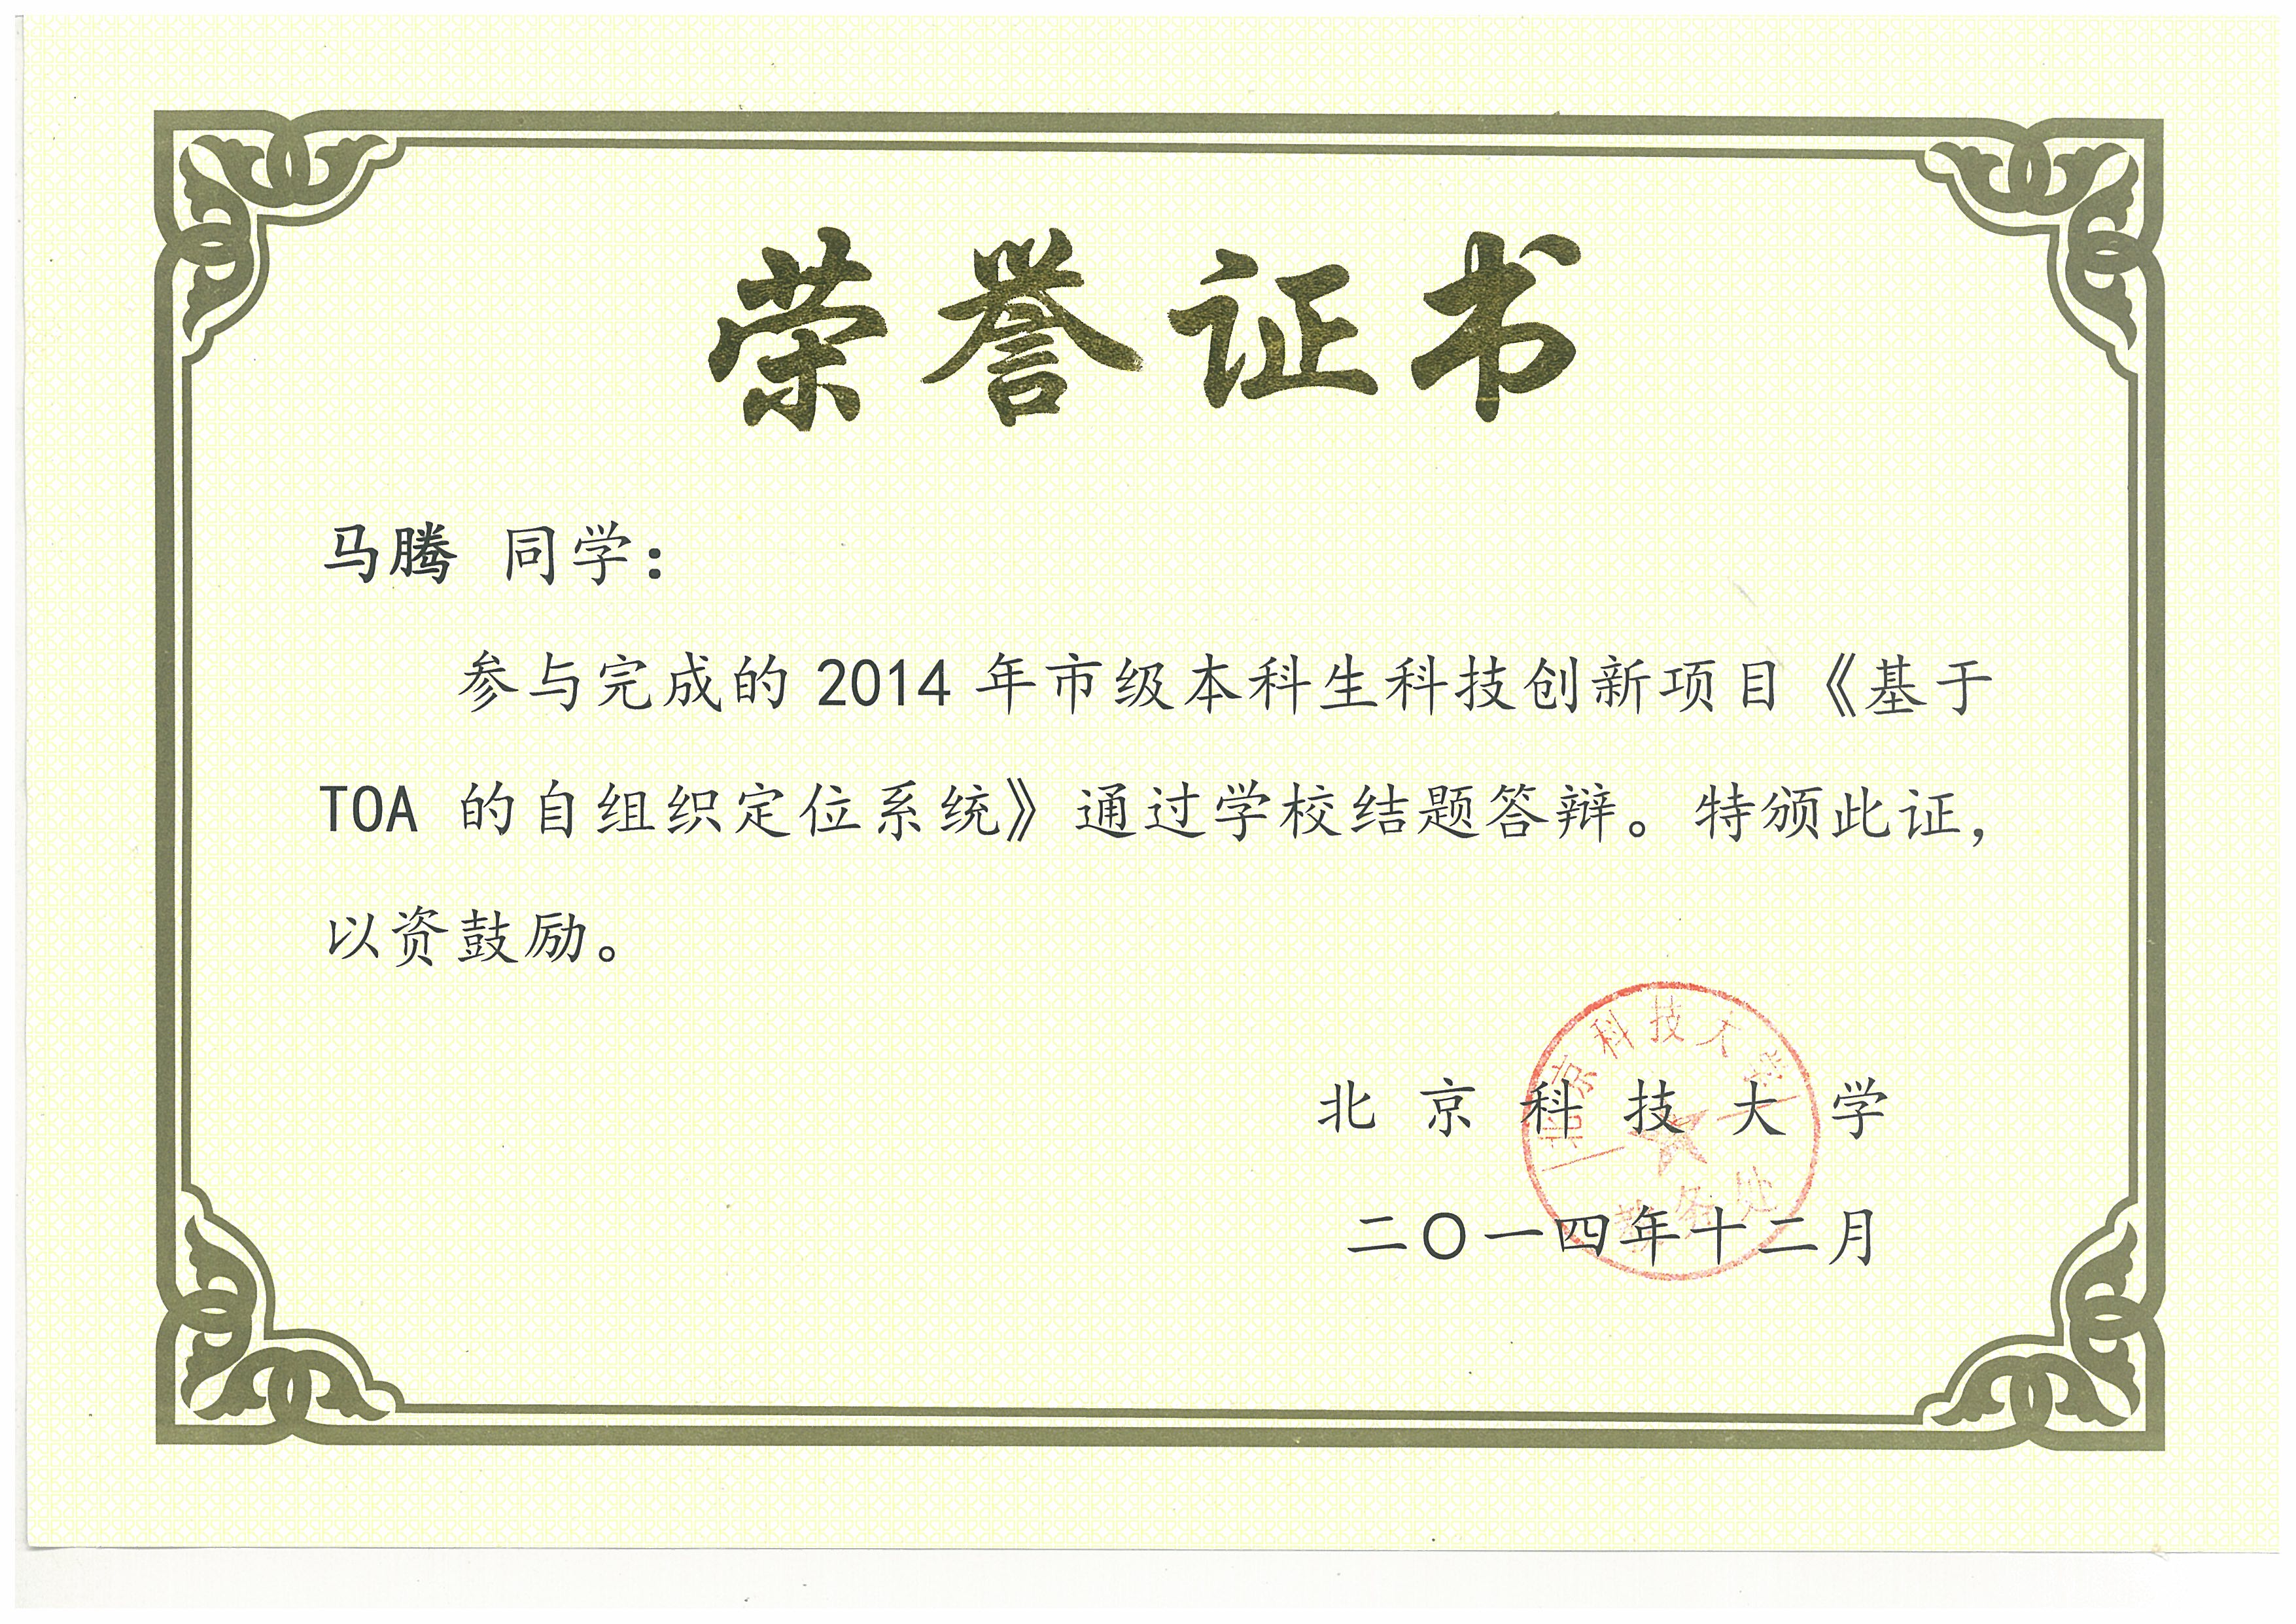 荣誉证书
马腾 同学：
参与完成的 2014 年市级本科生科技创新项目《基于
TOA 的自组织定位系统》通过学校结题答辩。特颁此证，
以资鼓励。
北京科技大学
教务处
北京科技大学
二〇一四年十二月